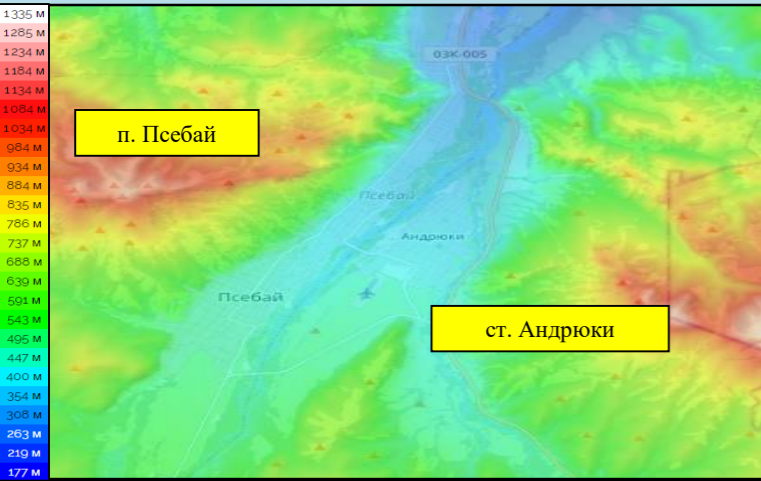 1335 м
1285 м
1234 м
1184 м
1134 м
1084 м
1034 м
984 м
934 м
884 м
835 м
786 м
737 м
688 м
639 м
591 м
543 м
495 м
447 м
400 м
354 м
308 м
263 м
219 м
177 м
03К-005
п. Псебай
Псебай
Андрюки
Псебай
ст. Андрюки